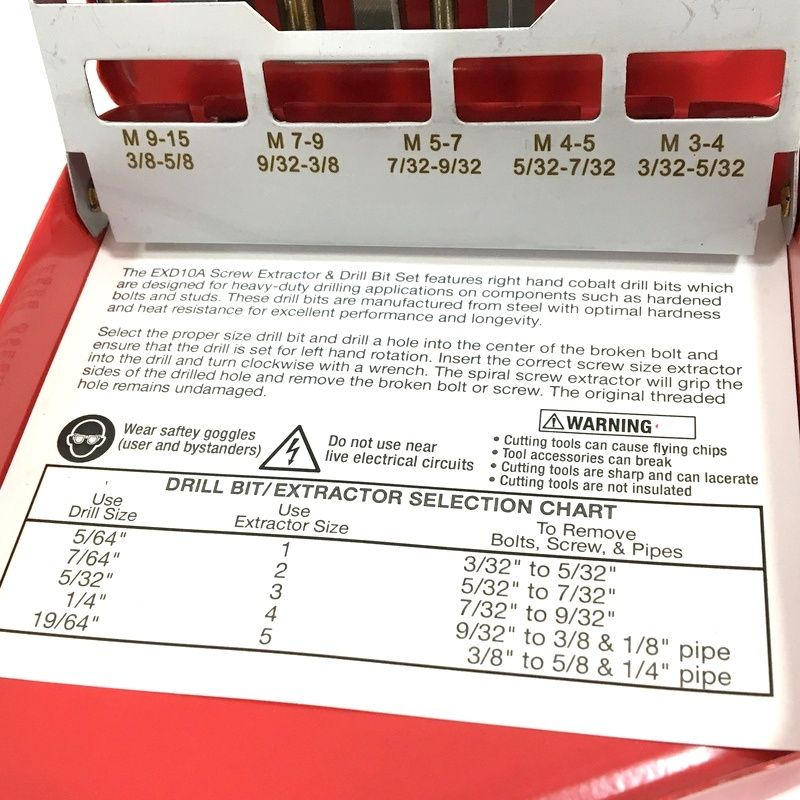 M 9-15 M 7-9 M 5-7 M 4-5 M 3-4
3/8-5/8 9/32-3/8 7/32-9/32 5/32-7/32 3/32-5/32
The EXD10A Screw Extractor & Drill Bit Set features right hand cobalt drill bits which
are designed for heavy-duty drilling applications on components such as hardened
bolts and studs. These drill bits are manufactured from steel with optimal hardness
and heat resistance for excellent performance and longevity.
Select the proper size drill bit and drill a hole into the center of the broken bolt and
ensure that the drill is set for left hand rotation. Insert the correct screw size extractor
into the drill and turn clockwise with a wrench. The spiral screw extractor will grip the
sides of the drilled hole and remove the broken bolt or screw. The original threaded
hole remains undamaged.
Wear saftey goggles
(user and bystanders)
Do not use near
live electrical circuits
WARNING
• Cutting tools can cause flying chips
• Tool accessories can break
• Cutting tools are sharp and can lacerate
• Cutting tools are not insulated
DRILL BIT/EXTRACTOR SELECTION CHART
Use Use To Remove
Drill Size Extractor Size Bolts, Screw, & Pipes
5/64" 1 3/32" to 5/32"
7/64" 2 5/32" to 7/32"
5/32" 3 7/32" to 9/32"
1/4" 4 9/32" to 3/8 & 1/8" pipe
19/64" 5 3/8" to 5/8 & 1/4" pipe